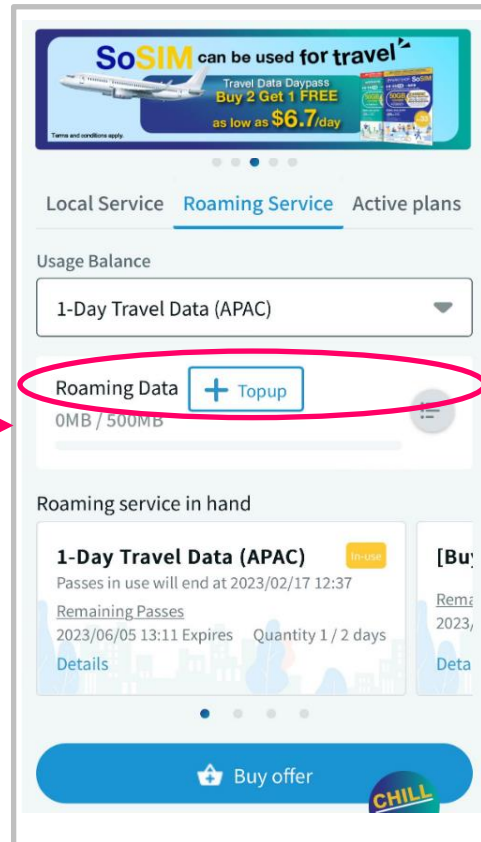 SoSIM can be used for travel
Travel Data Daypass
Buy 2 Get 1 FREE
as low as $6.7/day
Terms and conditions apply.
Local Service Roaming Service Active plans
Usage Balance
1-Day Travel Data (APAC)
Roaming Data + Topup
0MB / 500MB
Roaming service in hand
1-Day Travel Data (APAC) In-use
Passes in use will end at 2023/02/17 12:37
Remaining Passes
2023/06/05 13:11 Expires Quantity 1 / 2 days
Details
[Buy
Rema
2023/
Deta
Buy offer
CHILL